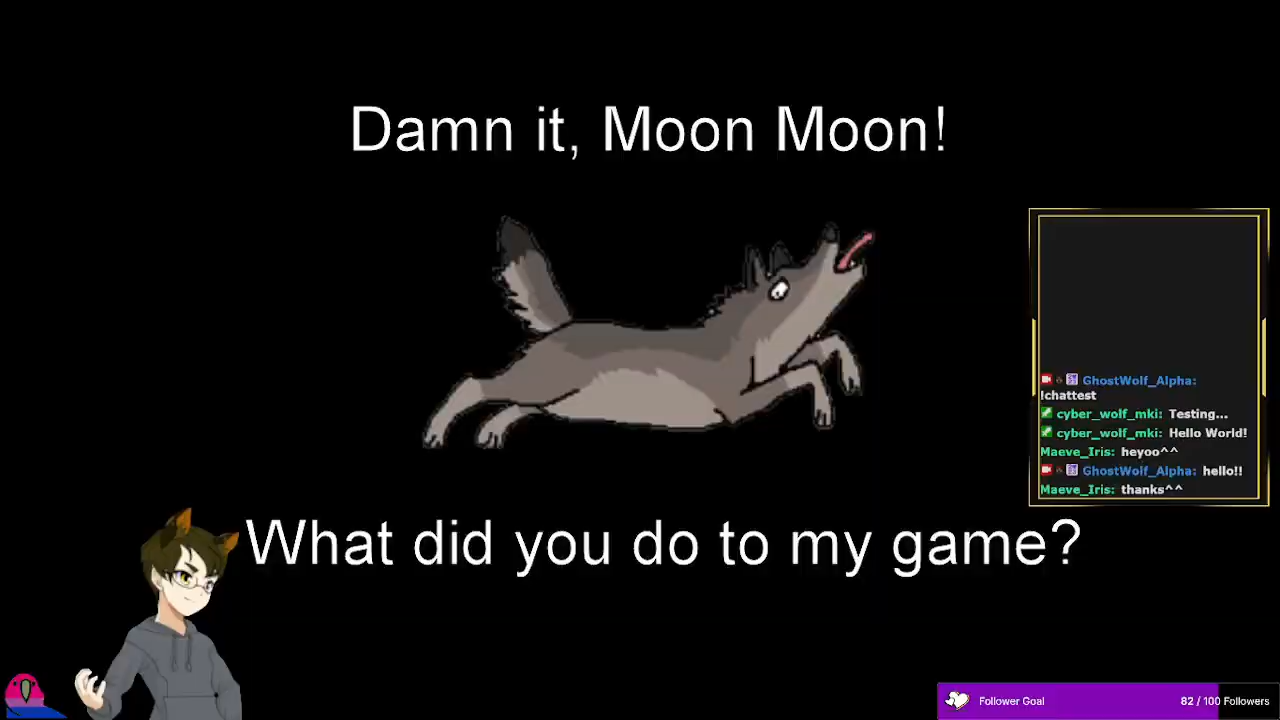 Damn it, Moon Moon!
GhostWolf_Alpha:
!chattest
cyber_wolf_mki: Testing...
cyber_wolf_mki: Hello World!
Maeve_Iris: heyoo^^
GhostWolf_Alpha: hello!!
Maeve_Iris: thanks^^
What did you do to my game?
Follower Goal 82 / 100 Followers